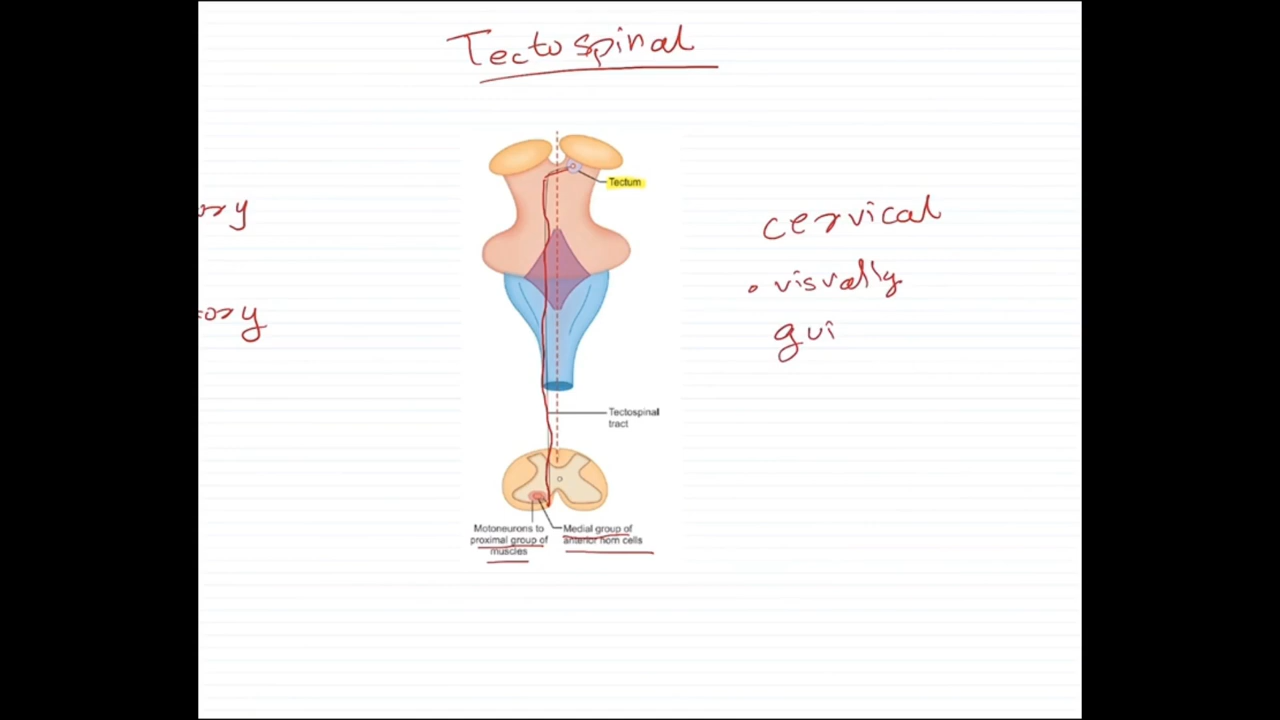 Tectospinal
Tectum
cervical
• visually
gui
Tectospinal
tract
Motoneurons to
proximal group of
muscles
Medial group of
anterior horn cells